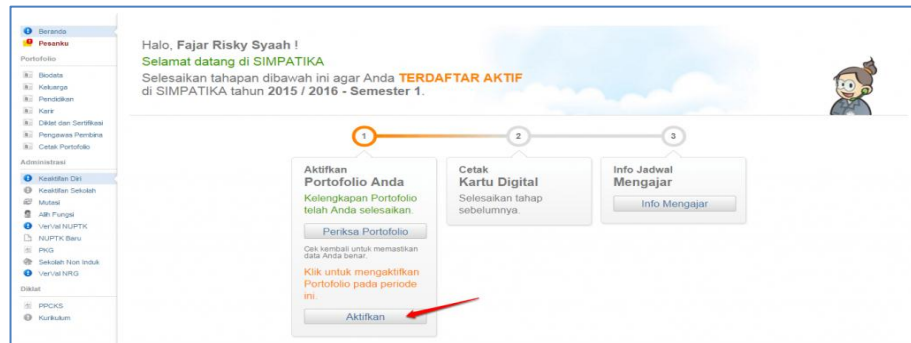 Beranda
Pesanku
Portofolio
Biodata
Keluarga
Pendidikan
Karir
Diklat dan Sertifikasi
Pengawas Pembina
Cetak Portofolio
Administrasi
Keaktifan Diri
Keaktifan Sekolah
Mutasi
Alih Fungsi
VerVal NUPTK
NUPTK Baru
PKG
Sekolah Non Induk
VerVal NRG
Diklat
PPCKS
Kurikulum
Halo, Fajar Risky Syaah !
Selamat datang di SIMPATIKA
Selesaikan tahapan dibawah ini agar Anda TERDAFTAR AKTIF
di SIMPATIKA tahun 2015 / 2016 - Semester 1.
1
2
3
Aktifkan
Portofolio Anda
Kelengkapan Portofolio
telah Anda selesaikan.
Periksa Portofolio
Cek kembali untuk memastikan
data Anda benar.
Klik untuk mengaktifkan
Portofolio pada periode
ini.
Aktifkan
Cetak
Kartu Digital
Selesaikan tahap
sebelumnya.
Info Jadwal
Mengajar
Info Mengajar